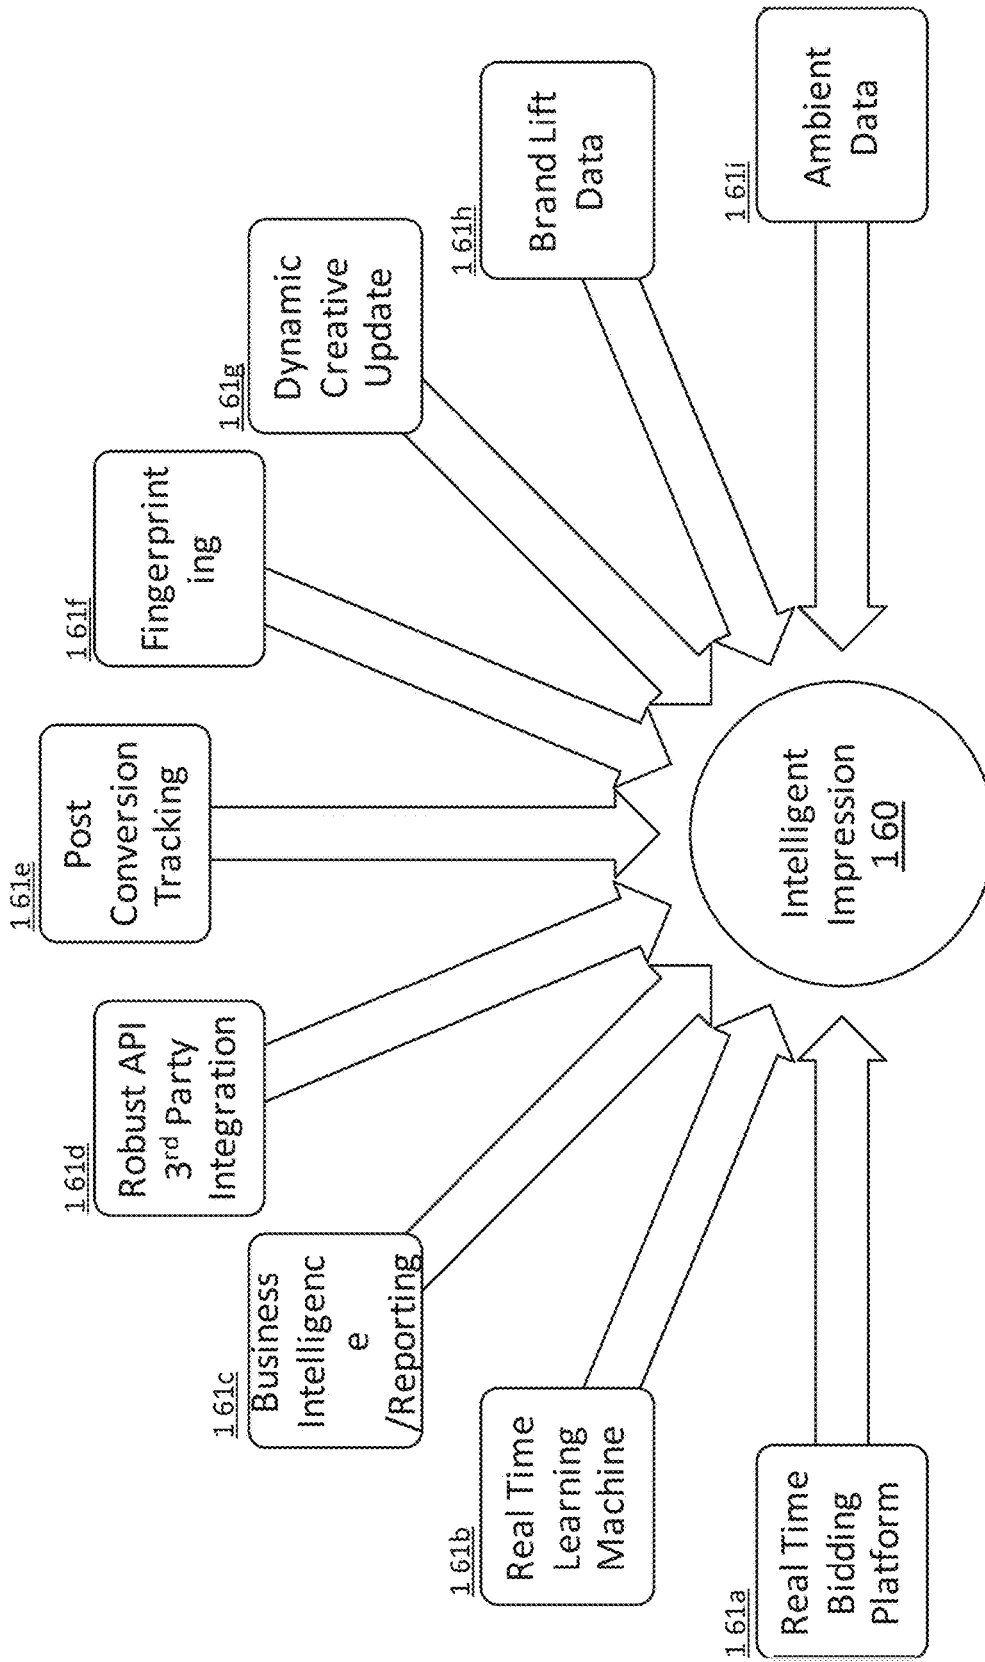 161a
Real Time
Bidding
Platform
161b
Real Time
Learning
Machine
161c
Business
Intelligenc
e
/Reporting
161d
Robust API
3rd Party
Integration
161e
Post
Conversion
Tracking
161f
Fingerprint
ing
161g
Dynamic
Creative
Update
161h
Brand Lift
Data
161i
Ambient
Data
Intelligent
Impression
160